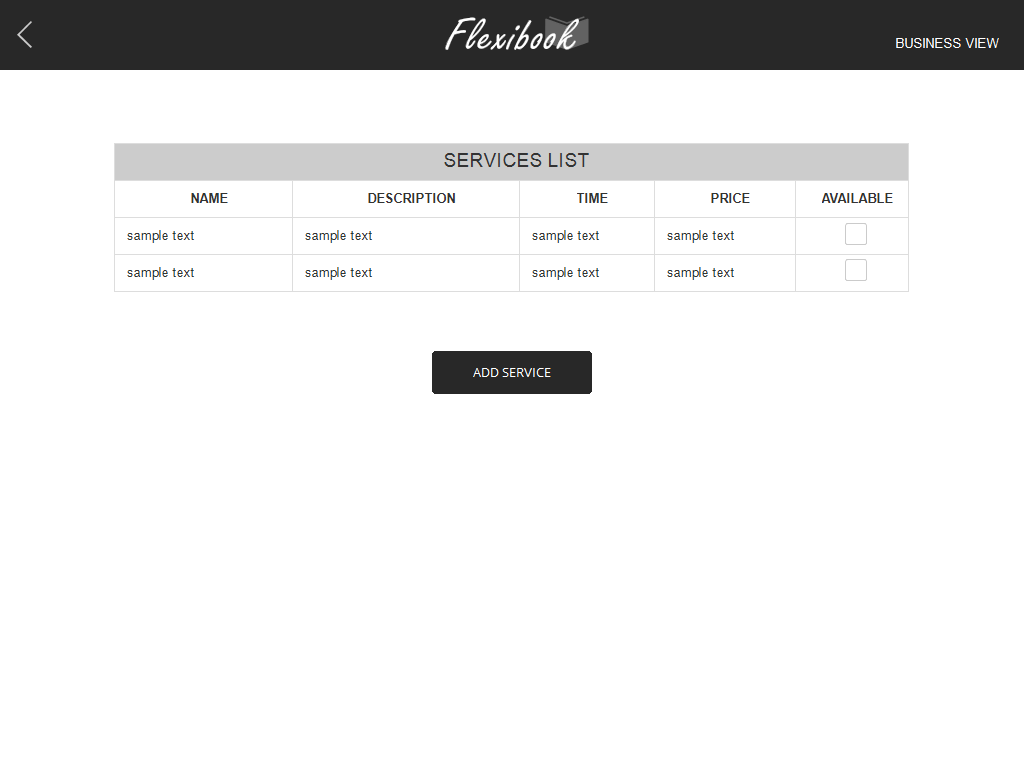 Flexibook
BUSINESS VIEW
SERVICES LIST
NAME DESCRIPTION TIME PRICE AVAILABLE
sample text sample text sample text sample text
sample text sample text sample text sample text
ADD SERVICE